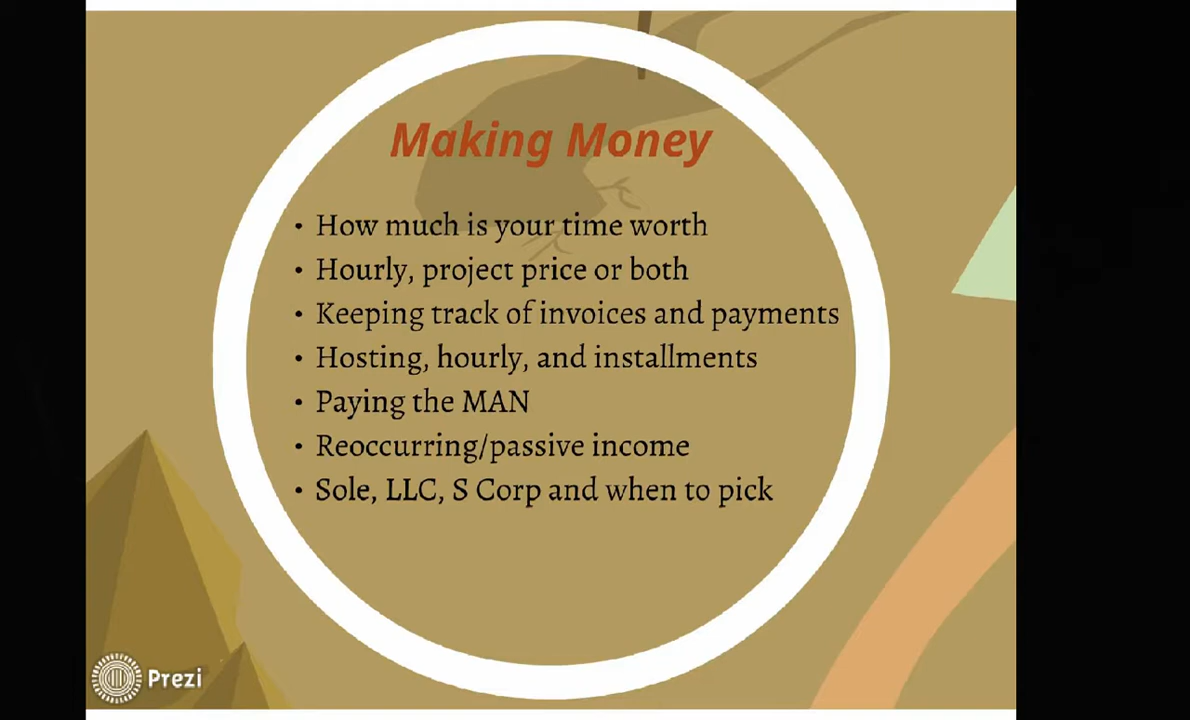 Making Money
• How much is your time worth
• Hourly, project price or both
• Keeping track of invoices and payments
• Hosting, hourly, and installments
• Paying the MAN
• Reoccurring/passive income
• Sole, LLC, S Corp and when to pick
Prezi